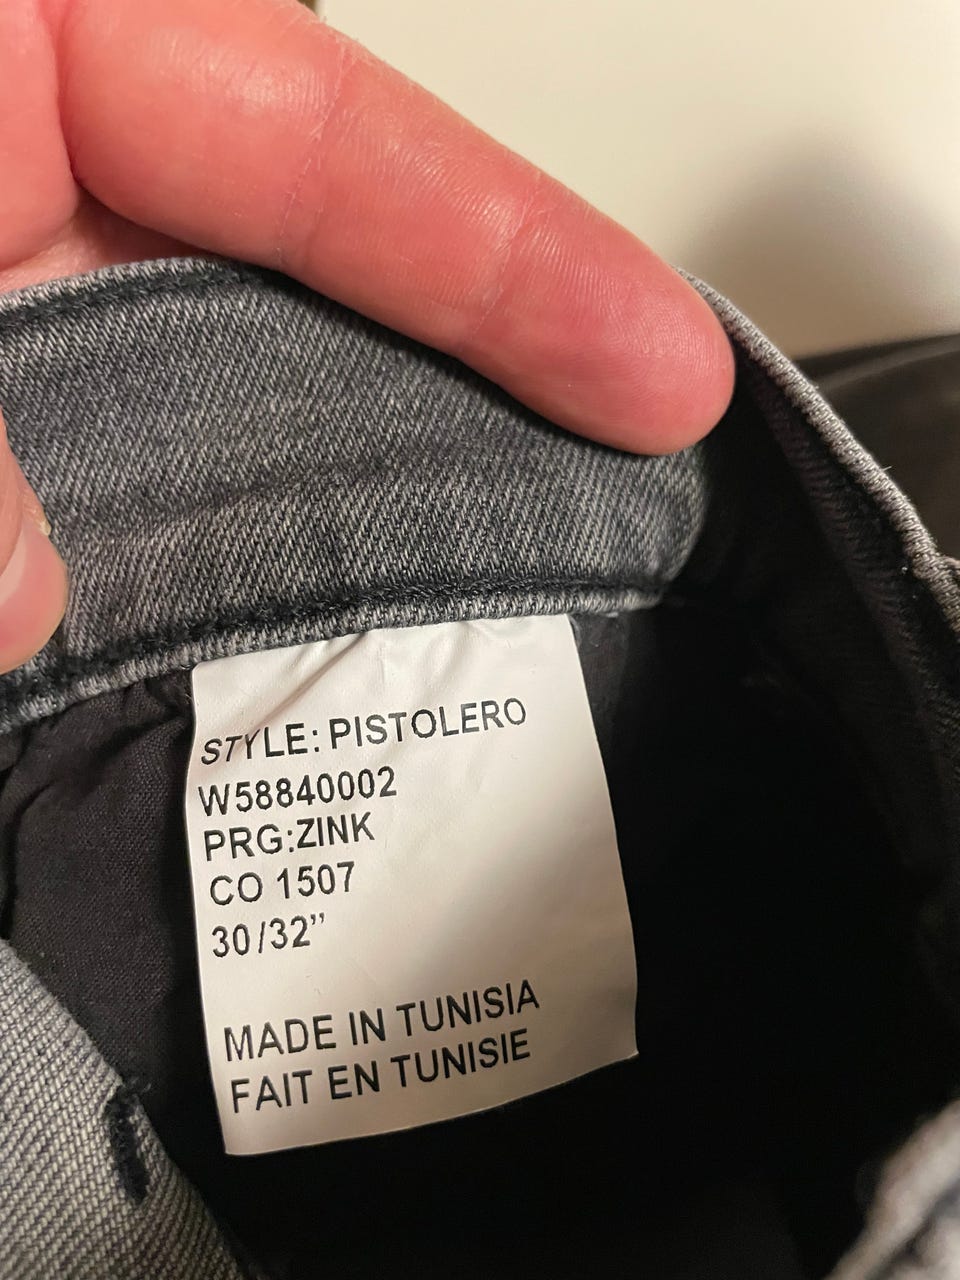 STYLE: PISTOLERO
W58840002
PRG:ZINK
CO 1507
30/32”
MADE IN TUNISIA
FAIT EN TUNISIE